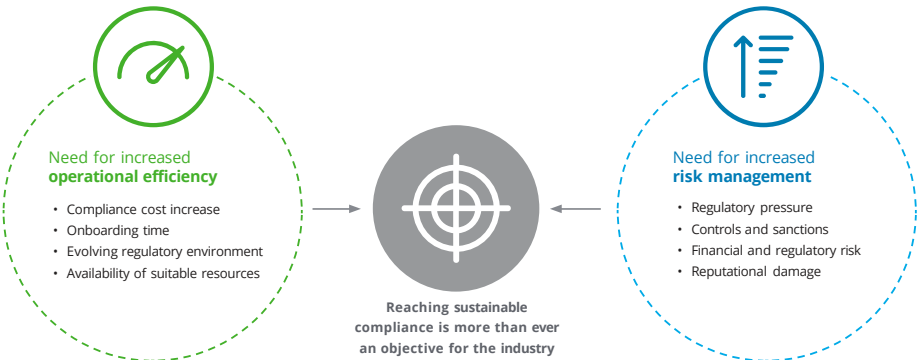 Need for increased
operational efficiency
• Compliance cost increase
• Onboarding time
• Evolving regulatory environment
• Availability of suitable resources
Reaching sustainable
compliance is more than ever
an objective for the industry
Need for increased
risk management
• Regulatory pressure
• Controls and sanctions
• Financial and regulatory risk
• Reputational damage